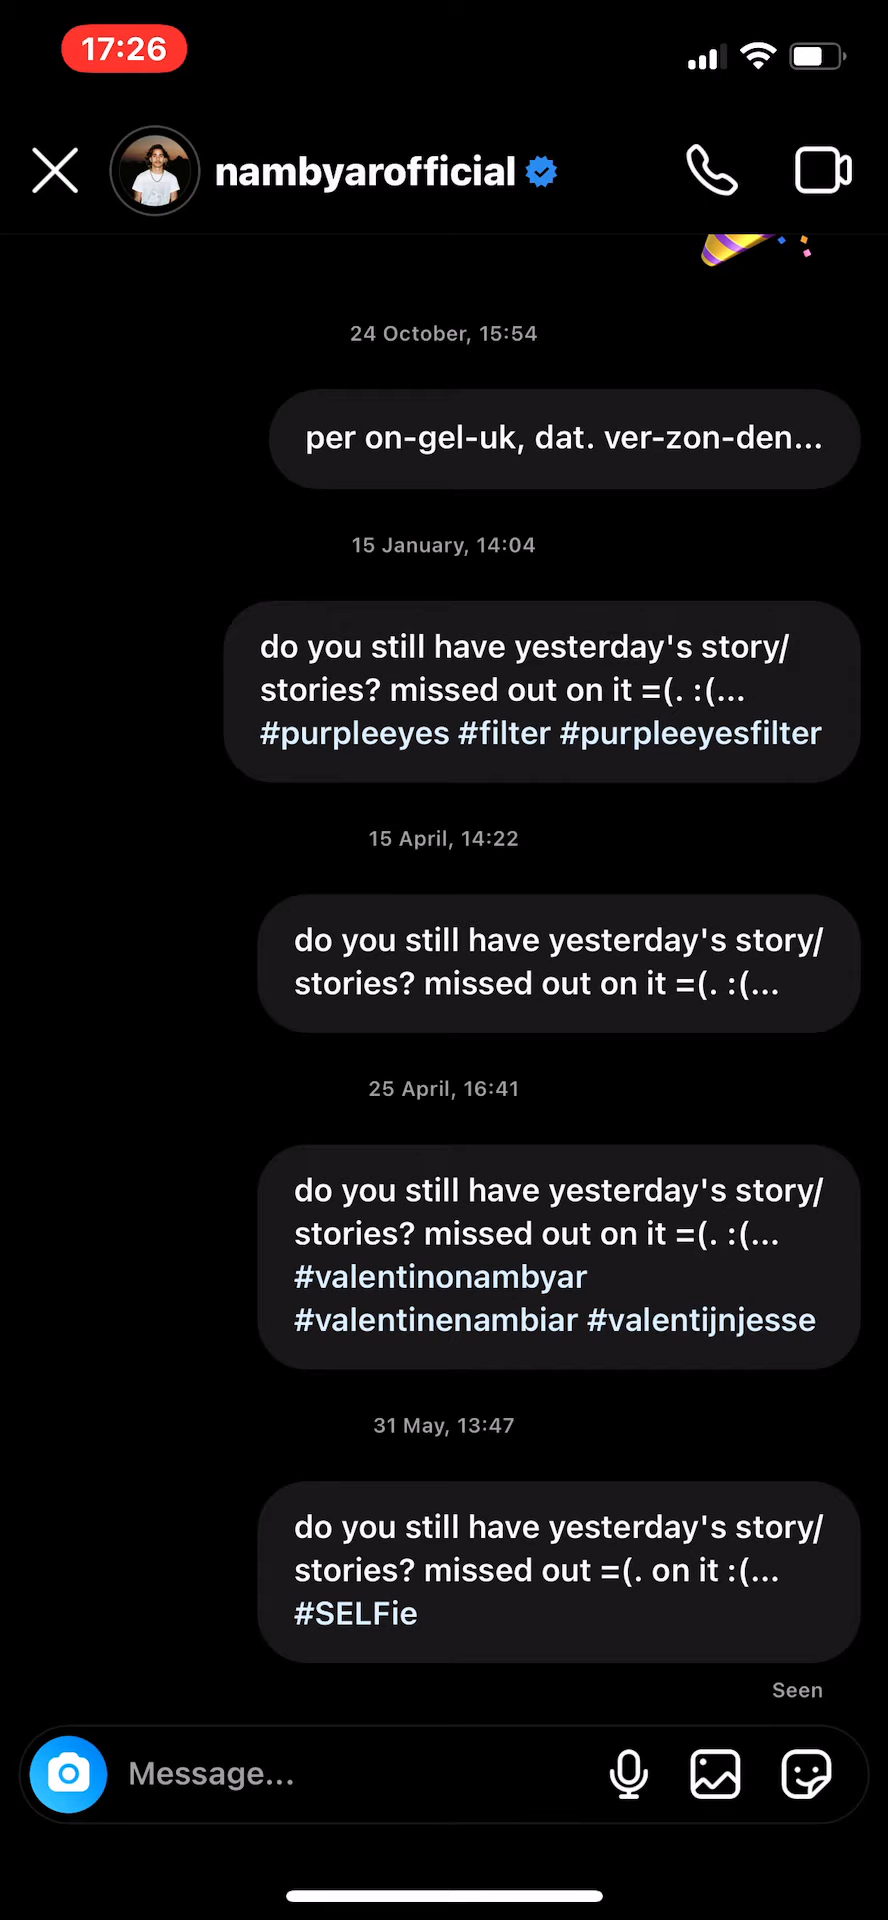 17:26
nambyarofficial
24 October, 15:54
per on-gel-uk, dat. ver-zon-den...
15 January, 14:04
do you still have yesterday's story/
stories? missed out on it =(. :(...
#purpleeyes #filter #purpleeyesfilter
15 April, 14:22
do you still have yesterday's story/
stories? missed out on it =(. :(...
25 April, 16:41
do you still have yesterday's story/
stories? missed out on it =(. :(...
#valentinonambyar
#valentinenambiar #valentijnjesse
31 May, 13:47
do you still have yesterday's story/
stories? missed out =(. on it :(...
#SELFie
Seen
Message...